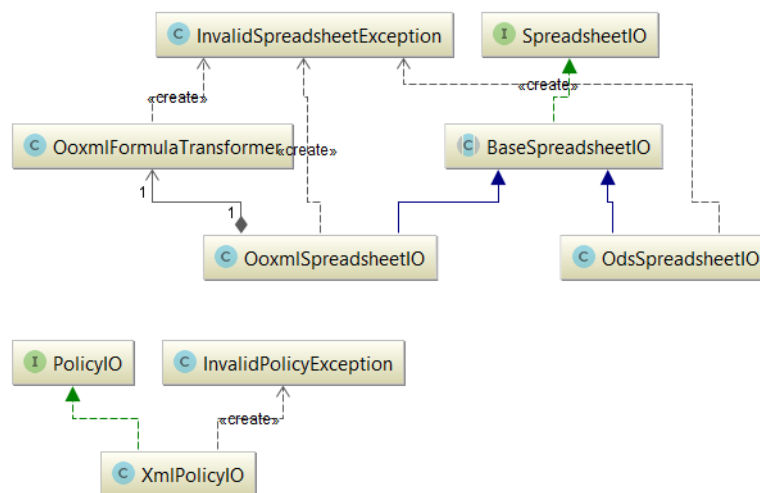 C InvalidSpreadsheetException
I SpreadsheetIO
«create»
«create»
C OoxmlFormulaTransformer
«create»
C BaseSpreadsheetIO
1
1
C OoxmlSpreadsheetIO
C OdsSpreadsheetIO
I PolicyIO
C InvalidPolicyException
«create»
C XmlPolicyIO